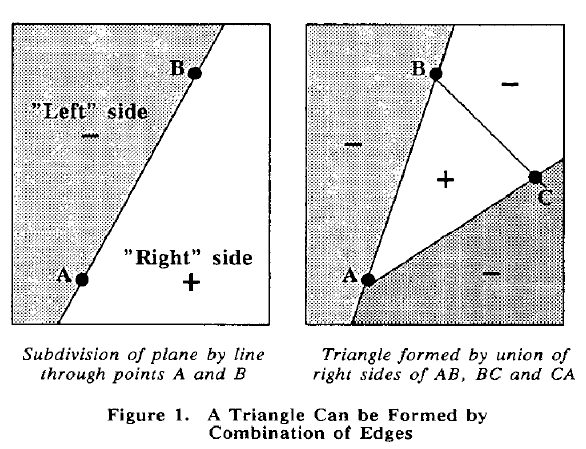 B
"Left" side
−
A
"Right" side
+
B
−
−
+
C
A
−
Subdivision of plane by line
through points A and B
Triangle formed by union of
right sides of AB, BC and CA
Figure 1. A Triangle Can be Formed by
Combination of Edges